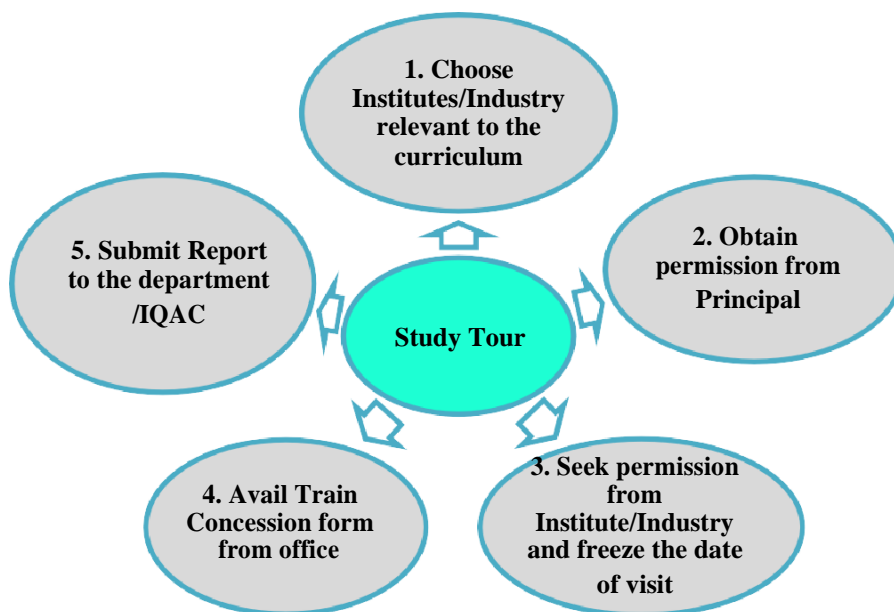 1. Choose
Institutes/Industry
relevant to the
curriculum
2. Obtain
permission from
Principal
3. Seek permission
from
Institute/Industry
and freeze the date
of visit
4. Avail Train
Concession form
from office
5. Submit Report
to the department
/IQAC
Study Tour